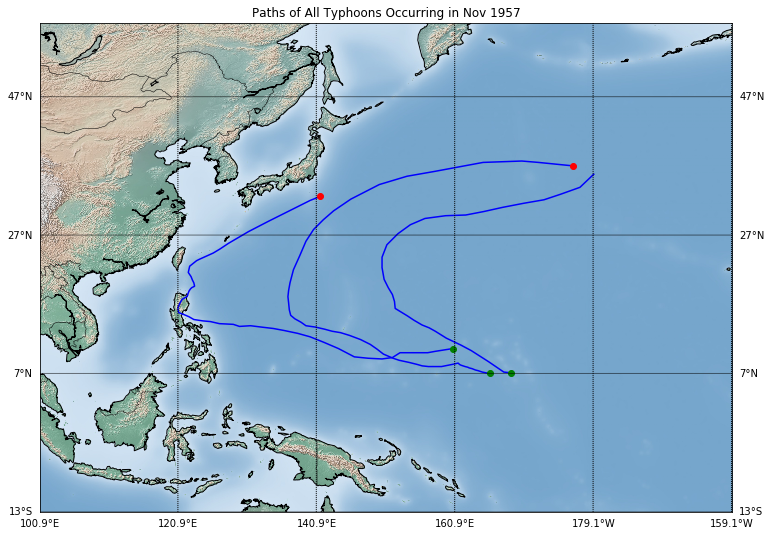 Paths of All Typhoons Occurring in Nov 1957
47°N 47°N
27°N 27°N
7°N 7°N
13°S 13°S
100.9°E 120.9°E 140.9°E 160.9°E 179.1°W 159.1°W